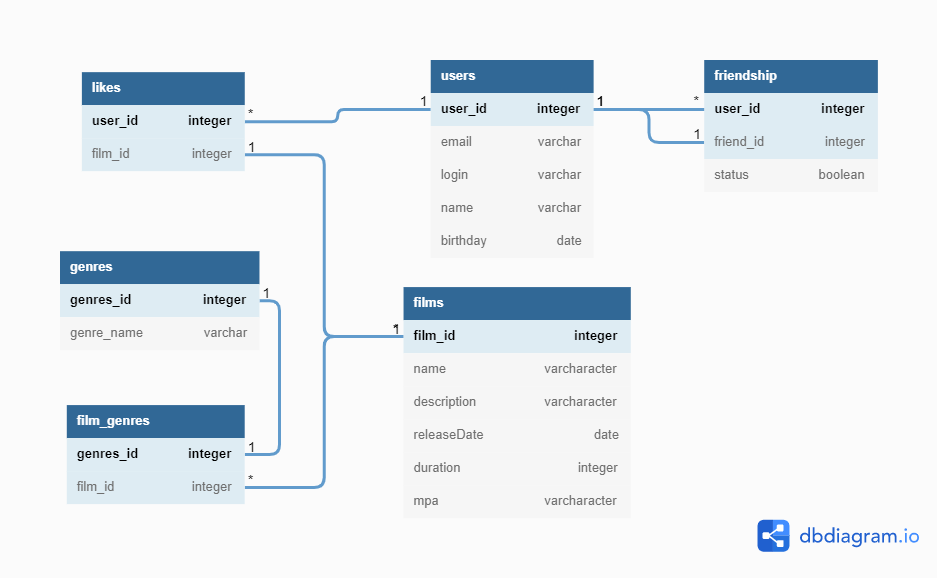 likes
user_id integer
film_id integer
* 
1
users
1 user_id integer 1
email varchar
login varchar
name varchar
birthday date
friendship
* user_id integer
1 friend_id integer
status boolean
genres
genres_id integer 1
genre_name varchar
film_genres
genres_id integer 1
film_id integer *
films
film_id integer
name varcharacter
description varcharacter
releaseDate date
duration integer
mpa varcharacter
dbdiagram.io